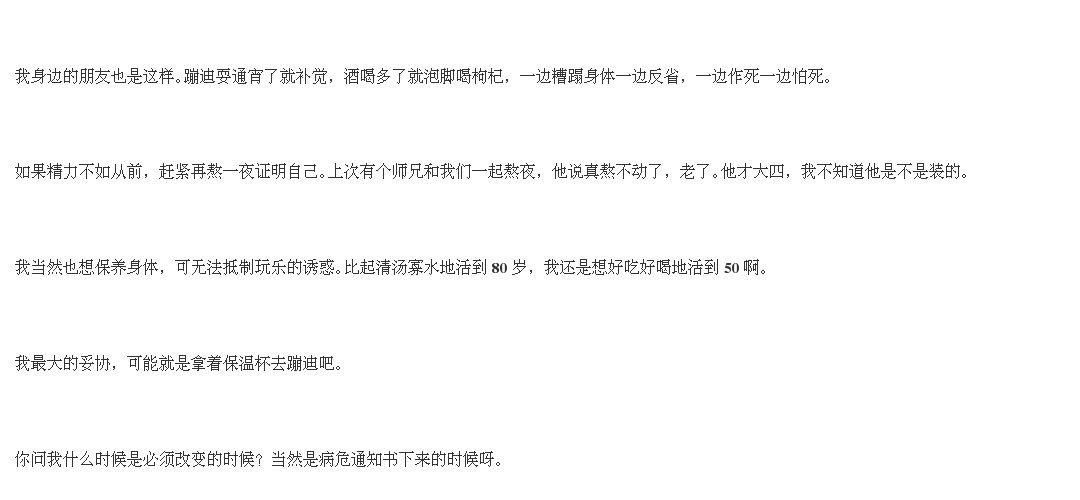 我身边的朋友也是这样。蹦迪耍通宵了就补觉，酒喝多了就泡脚喝枸杞，一边糟蹋身体一边反省，一边作死一边怕死。
如果精力不如从前，赶紧再熬一夜证明自己。上次有个师兄和我们一起熬夜，他说真熬不动了，老了。他才大四，我不知道他是不是装的。
我当然也想保养身体，可无法抵制玩乐的诱惑。比起清汤寡水地活到 80 岁，我还是想好吃好喝地活到 50 啊。
我最大的妥协，可能就是拿着保温杯去蹦迪吧。
你问我什么时候是必须改变的时候？当然是病危通知书下来的时候呀。